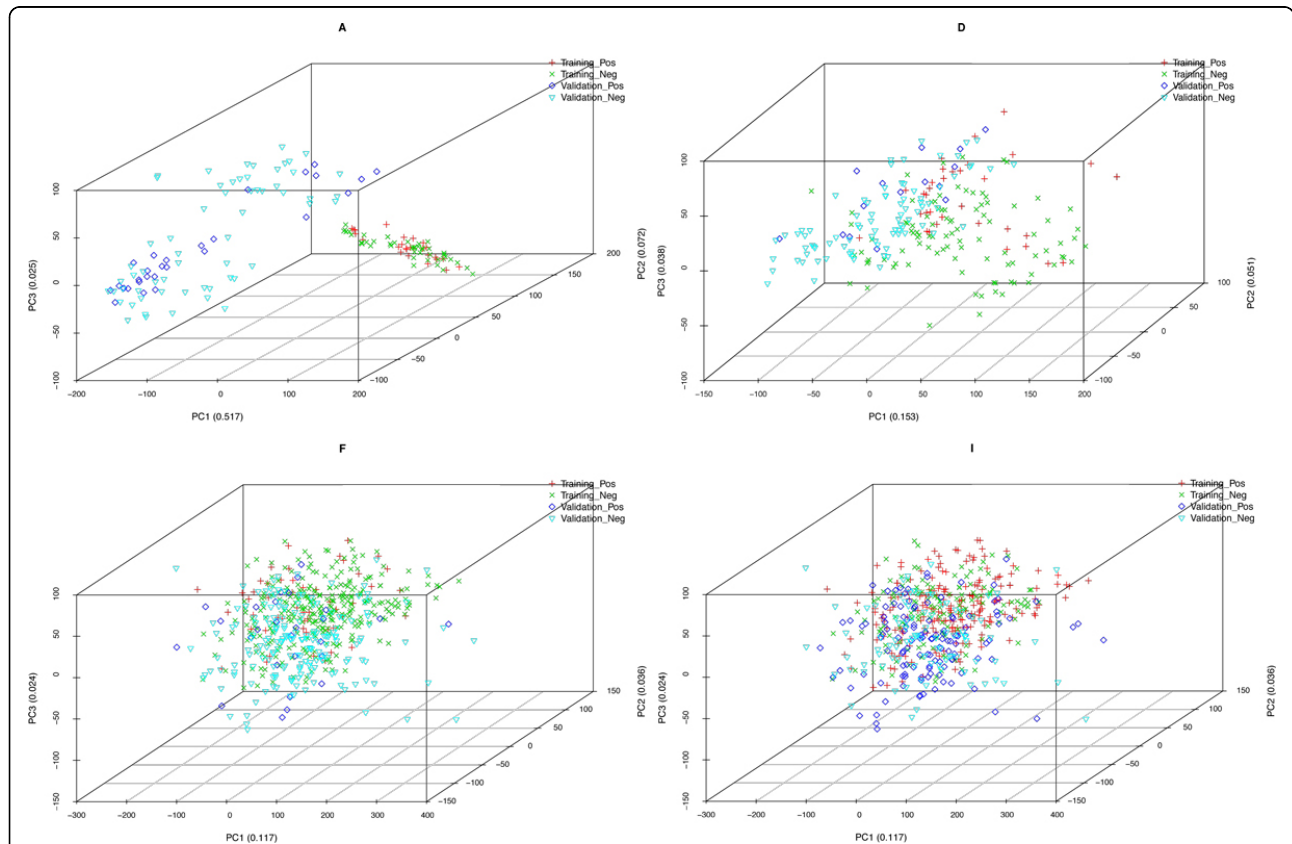 A
Training_Pos
Training_Neg
Validation_Pos
Validation_Neg
PC3 (0.025)
−100
−50
0
50
100
−200
−100
0
100
200
PC1 (0.517)
−100
−50
0
50
100
150
200
PC2 (0.072)
D
Training_Pos
Training_Neg
Validation_Pos
Validation_Neg
PC3 (0.038)
−100
−50
0
50
100
−150
−100
−50
0
50
100
150
200
PC1 (0.153)
−100
−50
0
50
100
PC2 (0.051)
F
Training_Pos
Training_Neg
Validation_Pos
Validation_Neg
PC3 (0.024)
−150
−100
−50
0
50
100
−300
−200
−100
0
100
200
300
400
PC1 (0.117)
−150
−100
−50
0
50
100
150
PC2 (0.036)
I
Training_Pos
Training_Neg
Validation_Pos
Validation_Neg
PC3 (0.024)
−150
−100
−50
0
50
100
−300
−200
−100
0
100
200
300
400
PC1 (0.117)
−150
−100
−50
0
50
100
150
PC2 (0.036)